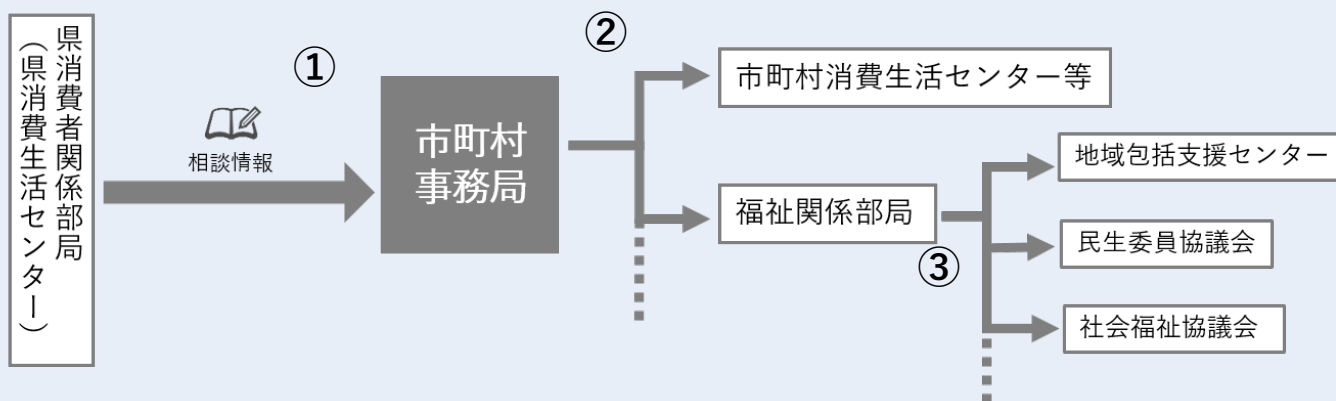 県消費者関係部局
（県消費生活センター）
①
相談情報
市町村
事務局
②
市町村消費生活センター等
福祉関係部局
③
地域包括支援センター
民生委員協議会
社会福祉協議会